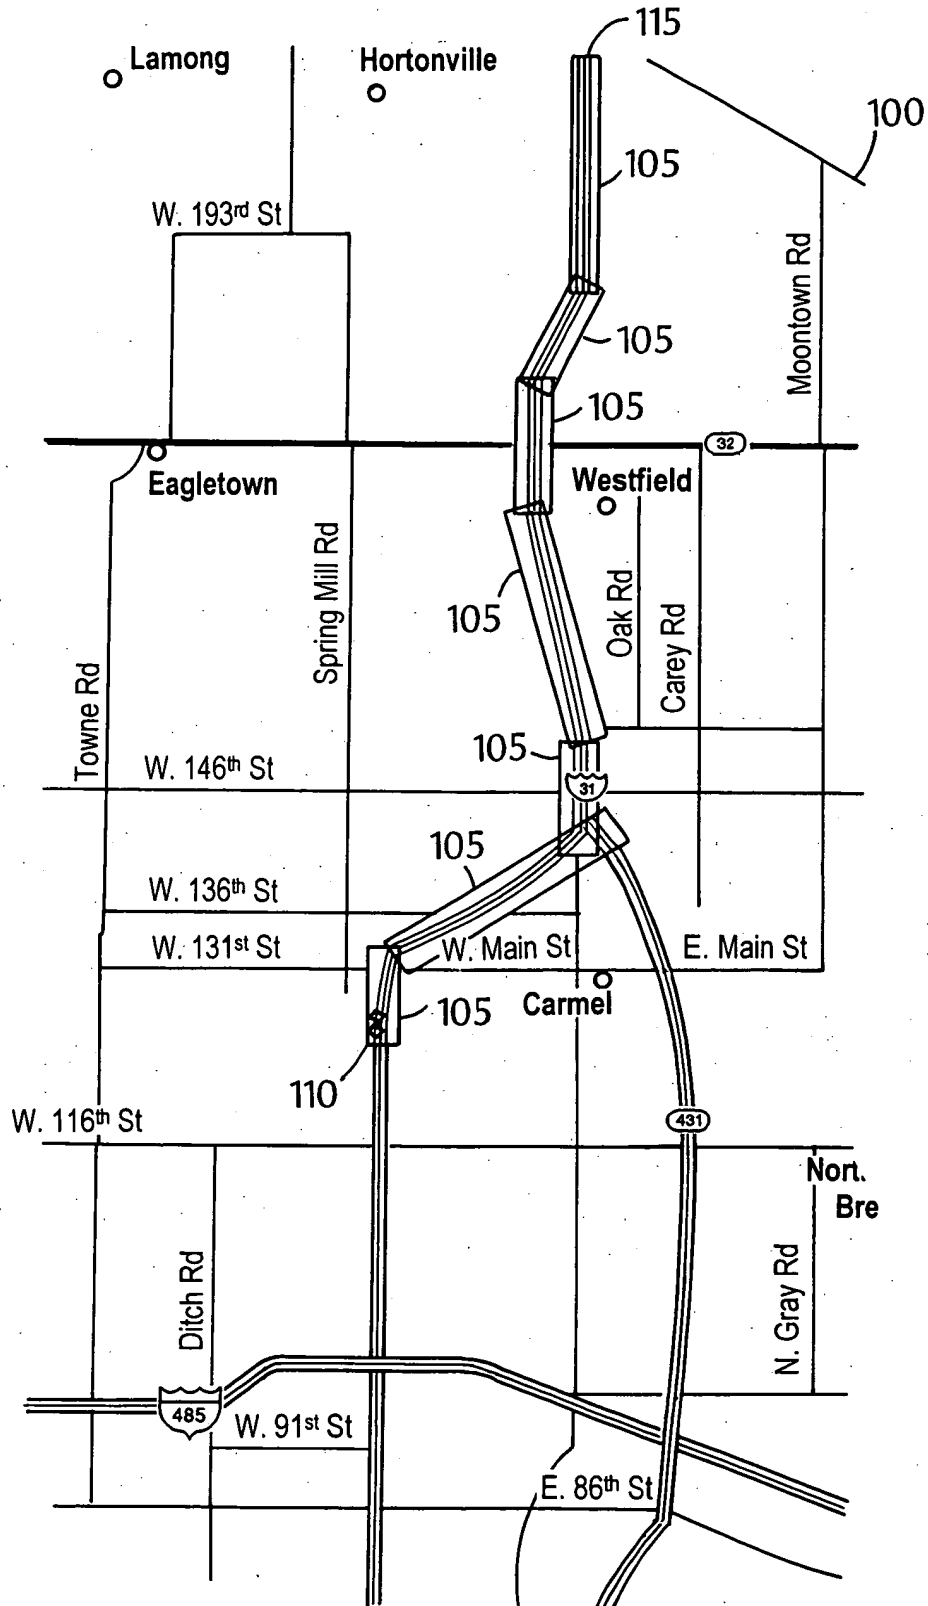 115
Lamong
Hortonville
100
105
W. 193rd St
Moontown Rd
105
105
32
Eagletown
Westfield
Spring Mill Rd
Oak Rd
105
Carey Rd
Towne Rd
105
W. 146th St
31
105
W. 136th St
W. 131st St
W. Main St
E. Main St
Carmel
105
110
W. 116th St
431
Nort.
Bre
Ditch Rd
N. Gray Rd
485
W. 91st St
E. 86th St